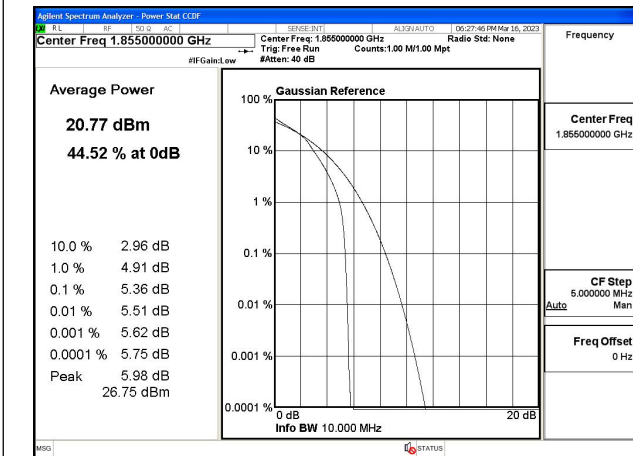 Agilent Spectrum Analyzer - Power Stat CCDF
LXI RL RF 50 Ω AC SENSE:INT ALIGN AUTO 06:27:46 PM Mar 16, 2023
Center Freq 1.855000000 GHz
Center Freq: 1.855000000 GHz Radio Std: None
Trig: Free Run Counts:1.00 M/1.00 Mpt
#IFGain:Low #Atten: 40 dB
Frequency
Average Power
20.77 dBm
44.52 % at 0dB
10.0 % 2.96 dB
1.0 % 4.91 dB
0.1 % 5.36 dB
0.01 % 5.51 dB
0.001 % 5.62 dB
0.0001 % 5.75 dB
Peak 5.98 dB
26.75 dBm
Gaussian Reference
100 %
10 %
1 %
0.1 %
0.01 %
0.001 %
0.0001 %
0 dB 20 dB
Info BW 10.000 MHz
Center Freq
1.855000000 GHz
CF Step
5.000000 MHz
Auto Man
Freq Offset
0 Hz
MSG STATUS